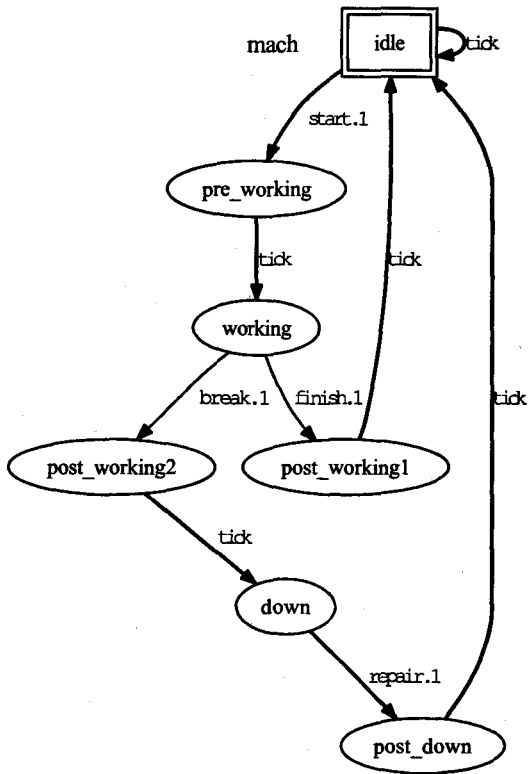 mach
idle
tick
start.1
pre_working
tick
tick
working
break.1
finish.1
tick
post_working2
post_working1
tick
down
repair.1
post_down